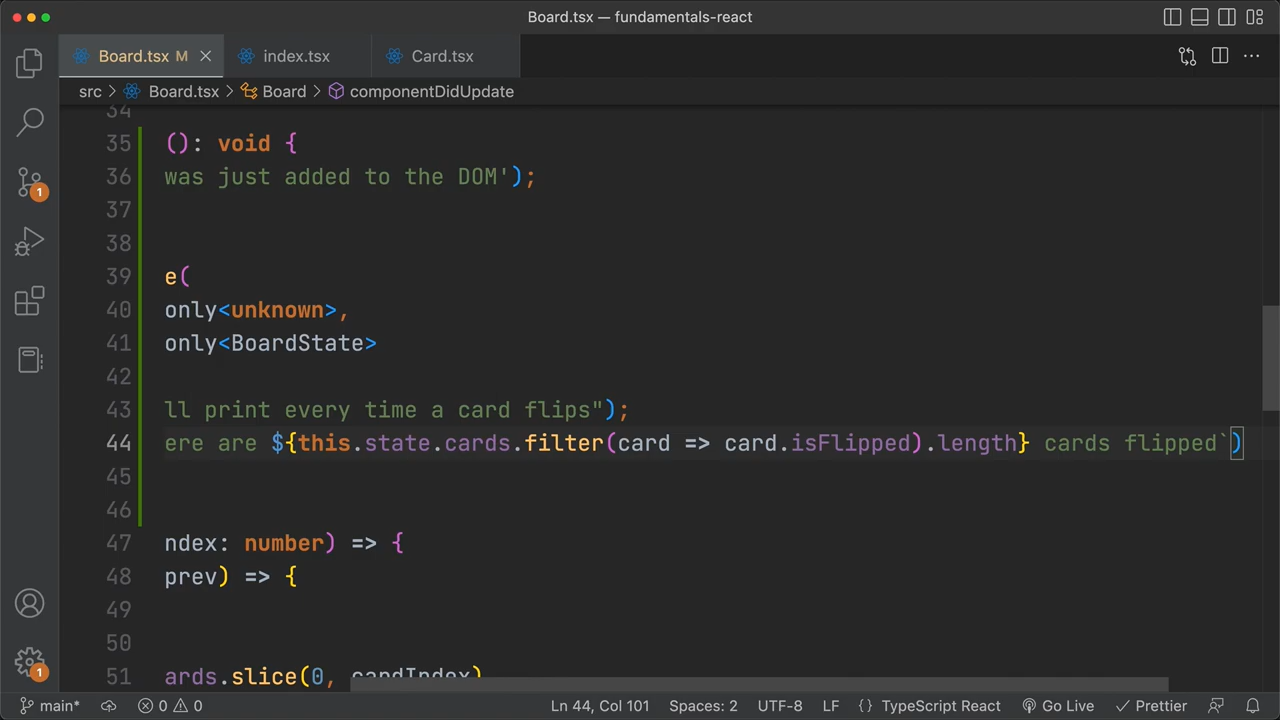 Board.tsx — fundamentals-react
Board.tsx M
index.tsx
Card.tsx
src > Board.tsx > Board > componentDidUpdate
34
35 (): void {
36 was just added to the DOM');
37
38
39 e(
40 only<unknown>,
41 only<BoardState>
42
43 ll print every time a card flips");
44 ere are ${this.state.cards.filter(card => card.isFlipped).length} cards flipped`)
45
46
47 ndex: number) => {
48 prev) => {
49
50
51 ards.slice(0, cardIndex)
1
1
main* 0 0 Ln 44, Col 101 Spaces: 2 UTF-8 LF {} TypeScript React Go Live Prettier